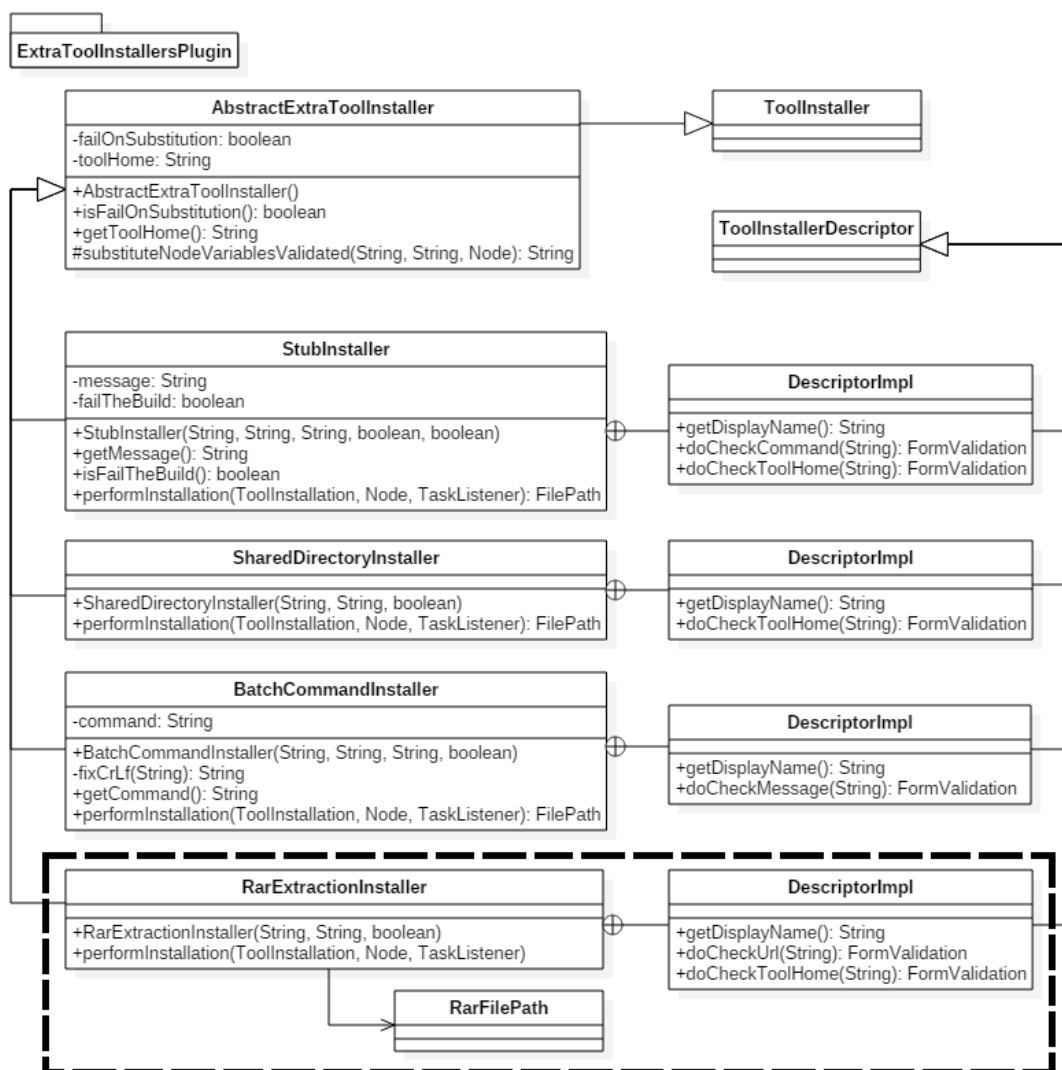 ExtraToolInstallersPlugin
AbstractExtraToolInstaller
-failOnSubstitution: boolean
-toolHome: String
+AbstractExtraToolInstaller()
+isFailOnSubstitution(): boolean
+getToolHome(): String
#substituteNodeVariablesValidated(String, String, Node): String
ToolInstaller
ToolInstallerDescriptor
StubInstaller
-message: String
-failTheBuild: boolean
+StubInstaller(String, String, String, boolean, boolean)
+getMessage(): String
+isFailTheBuild(): boolean
+performInstallation(ToolInstallation, Node, TaskListener): FilePath
DescriptorImpl
+getDisplayName(): String
+doCheckCommand(String): FormValidation
+doCheckToolHome(String): FormValidation
SharedDirectoryInstaller
+SharedDirectoryInstaller(String, String, boolean)
+performInstallation(ToolInstallation, Node, TaskListener): FilePath
DescriptorImpl
+getDisplayName(): String
+doCheckToolHome(String): FormValidation
BatchCommandInstaller
-command: String
+BatchCommandInstaller(String, String, String, boolean)
-fixCrLf(String): String
+getCommand(): String
+performInstallation(ToolInstallation, Node, TaskListener): FilePath
DescriptorImpl
+getDisplayName(): String
+doCheckMessage(String): FormValidation
RarExtractionInstaller
+RarExtractionInstaller(String, String, boolean)
+performInstallation(ToolInstallation, Node, TaskListener)
DescriptorImpl
+getDisplayName(): String
+doCheckUrl(String): FormValidation
+doCheckToolHome(String): FormValidation
RarFilePath